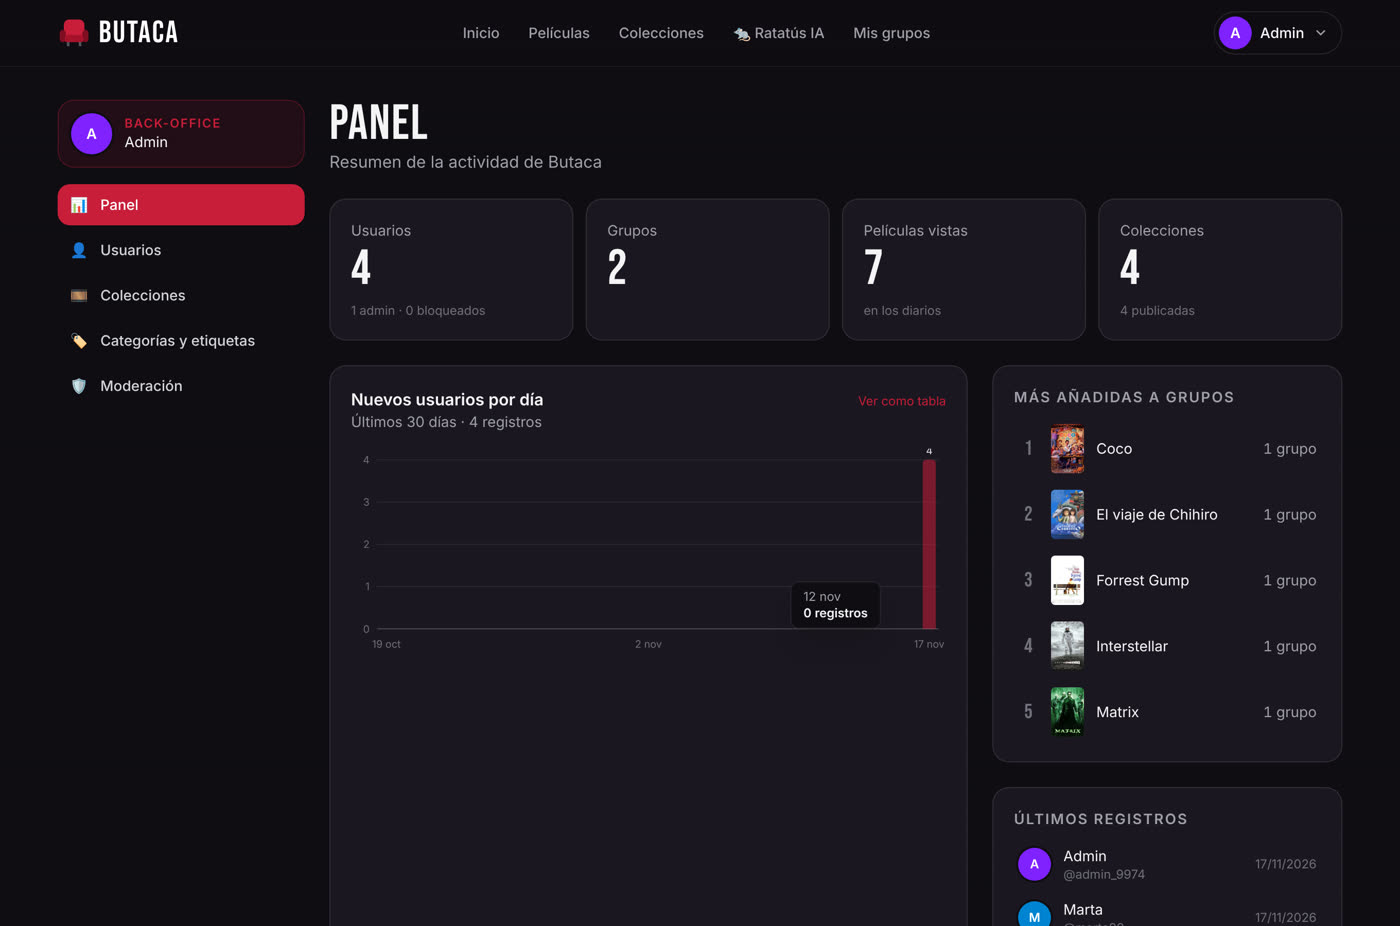 BUTACA
Inicio
Películas
Colecciones
Ratatús IA
Mis grupos
A
Admin
A
BACK-OFFICE
Admin
Panel
Usuarios
Colecciones
Categorías y etiquetas
Moderación
PANEL
Resumen de la actividad de Butaca
Usuarios
4
1 admin · 0 bloqueados
Grupos
2
Películas vistas
7
en los diarios
Colecciones
4
4 publicadas
Nuevos usuarios por día
Ver como tabla
Últimos 30 días · 4 registros
4
4
3
2
1
0
12 nov
0 registros
19 oct
2 nov
17 nov
MÁS AÑADIDAS A GRUPOS
1
Coco
1 grupo
2
El viaje de Chihiro
1 grupo
3
Forrest Gump
1 grupo
4
Interstellar
1 grupo
5
MATRIX
Matrix
1 grupo
ÚLTIMOS REGISTROS
A
Admin
@admin_9974
17/11/2026
M
Marta
17/11/2026